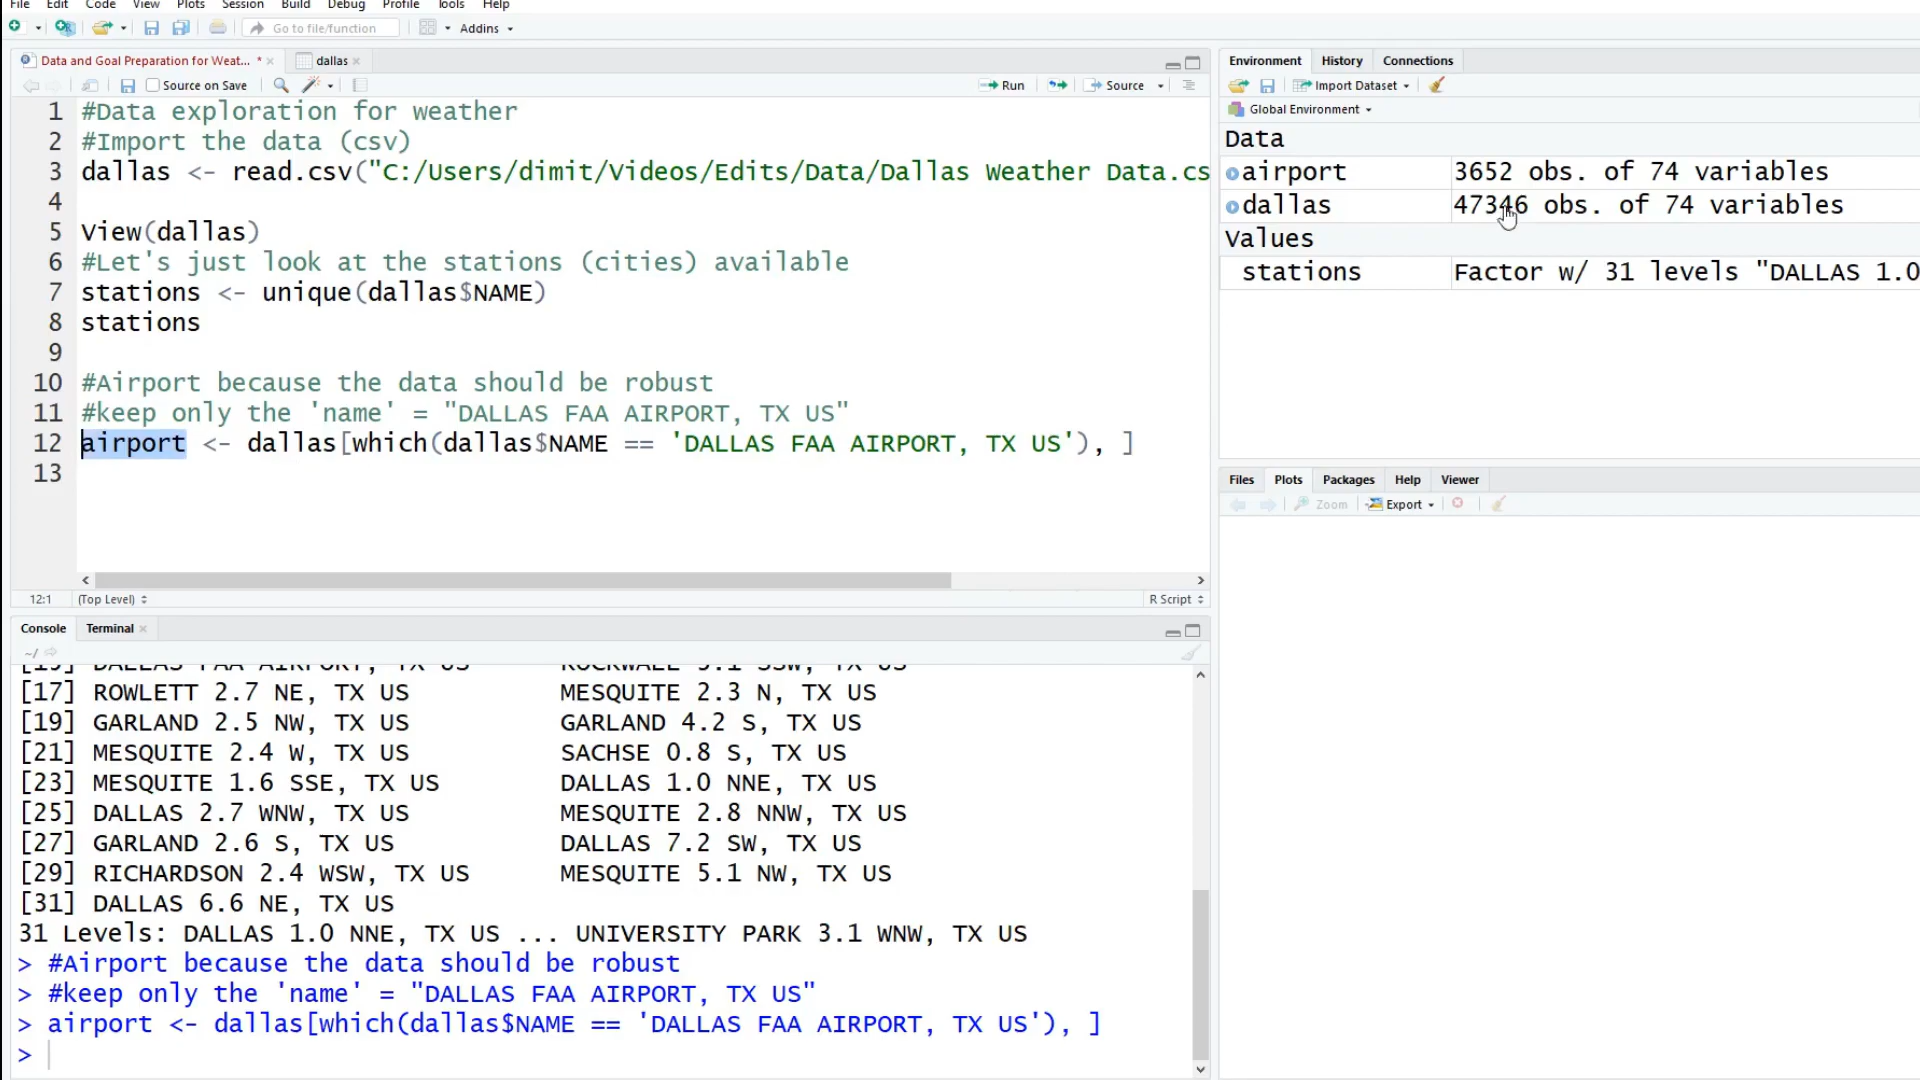 File Edit Code View Plots Session Build Debug Profile Tools Help
Go to file/function
Addins
Data and Goal Preparation for Weat... *
dallas
Source on Save
Run
Source
1 #Data exploration for weather
2 #Import the data (csv)
3 dallas <- read.csv("C:/Users/dimit/Videos/Edits/Data/Dallas Weather Data.cs
4
5 View(dallas)
6 #Let's just look at the stations (cities) available
7 stations <- unique(dallas$NAME)
8 stations
9
10 #Airport because the data should be robust
11 #keep only the 'name' = "DALLAS FAA AIRPORT, TX US"
12 airport <- dallas[which(dallas$NAME == 'DALLAS FAA AIRPORT, TX US'), ]
13
12:1 (Top Level) R Script
Console Terminal
~/
[15] DALLAS FAA AIRPORT, TX US ROCKWALL 3.1 SSW, TX US
[17] ROWLETT 2.7 NE, TX US MESQUITE 2.3 N, TX US
[19] GARLAND 2.5 NW, TX US GARLAND 4.2 S, TX US
[21] MESQUITE 2.4 W, TX US SACHSE 0.8 S, TX US
[23] MESQUITE 1.6 SSE, TX US DALLAS 1.0 NNE, TX US
[25] DALLAS 2.7 WNW, TX US MESQUITE 2.8 NNW, TX US
[27] GARLAND 2.6 S, TX US DALLAS 7.2 SW, TX US
[29] RICHARDSON 2.4 WSW, TX US MESQUITE 5.1 NW, TX US
[31] DALLAS 6.6 NE, TX US
31 Levels: DALLAS 1.0 NNE, TX US ... UNIVERSITY PARK 3.1 WNW, TX US
> #Airport because the data should be robust
> #keep only the 'name' = "DALLAS FAA AIRPORT, TX US"
> airport <- dallas[which(dallas$NAME == 'DALLAS FAA AIRPORT, TX US'), ]
>
Environment History Connections
Import Dataset
Global Environment
Data
airport 3652 obs. of 74 variables
dallas 47346 obs. of 74 variables
Values
stations Factor w/ 31 levels "DALLAS 1.0
Files Plots Packages Help Viewer
Zoom Export